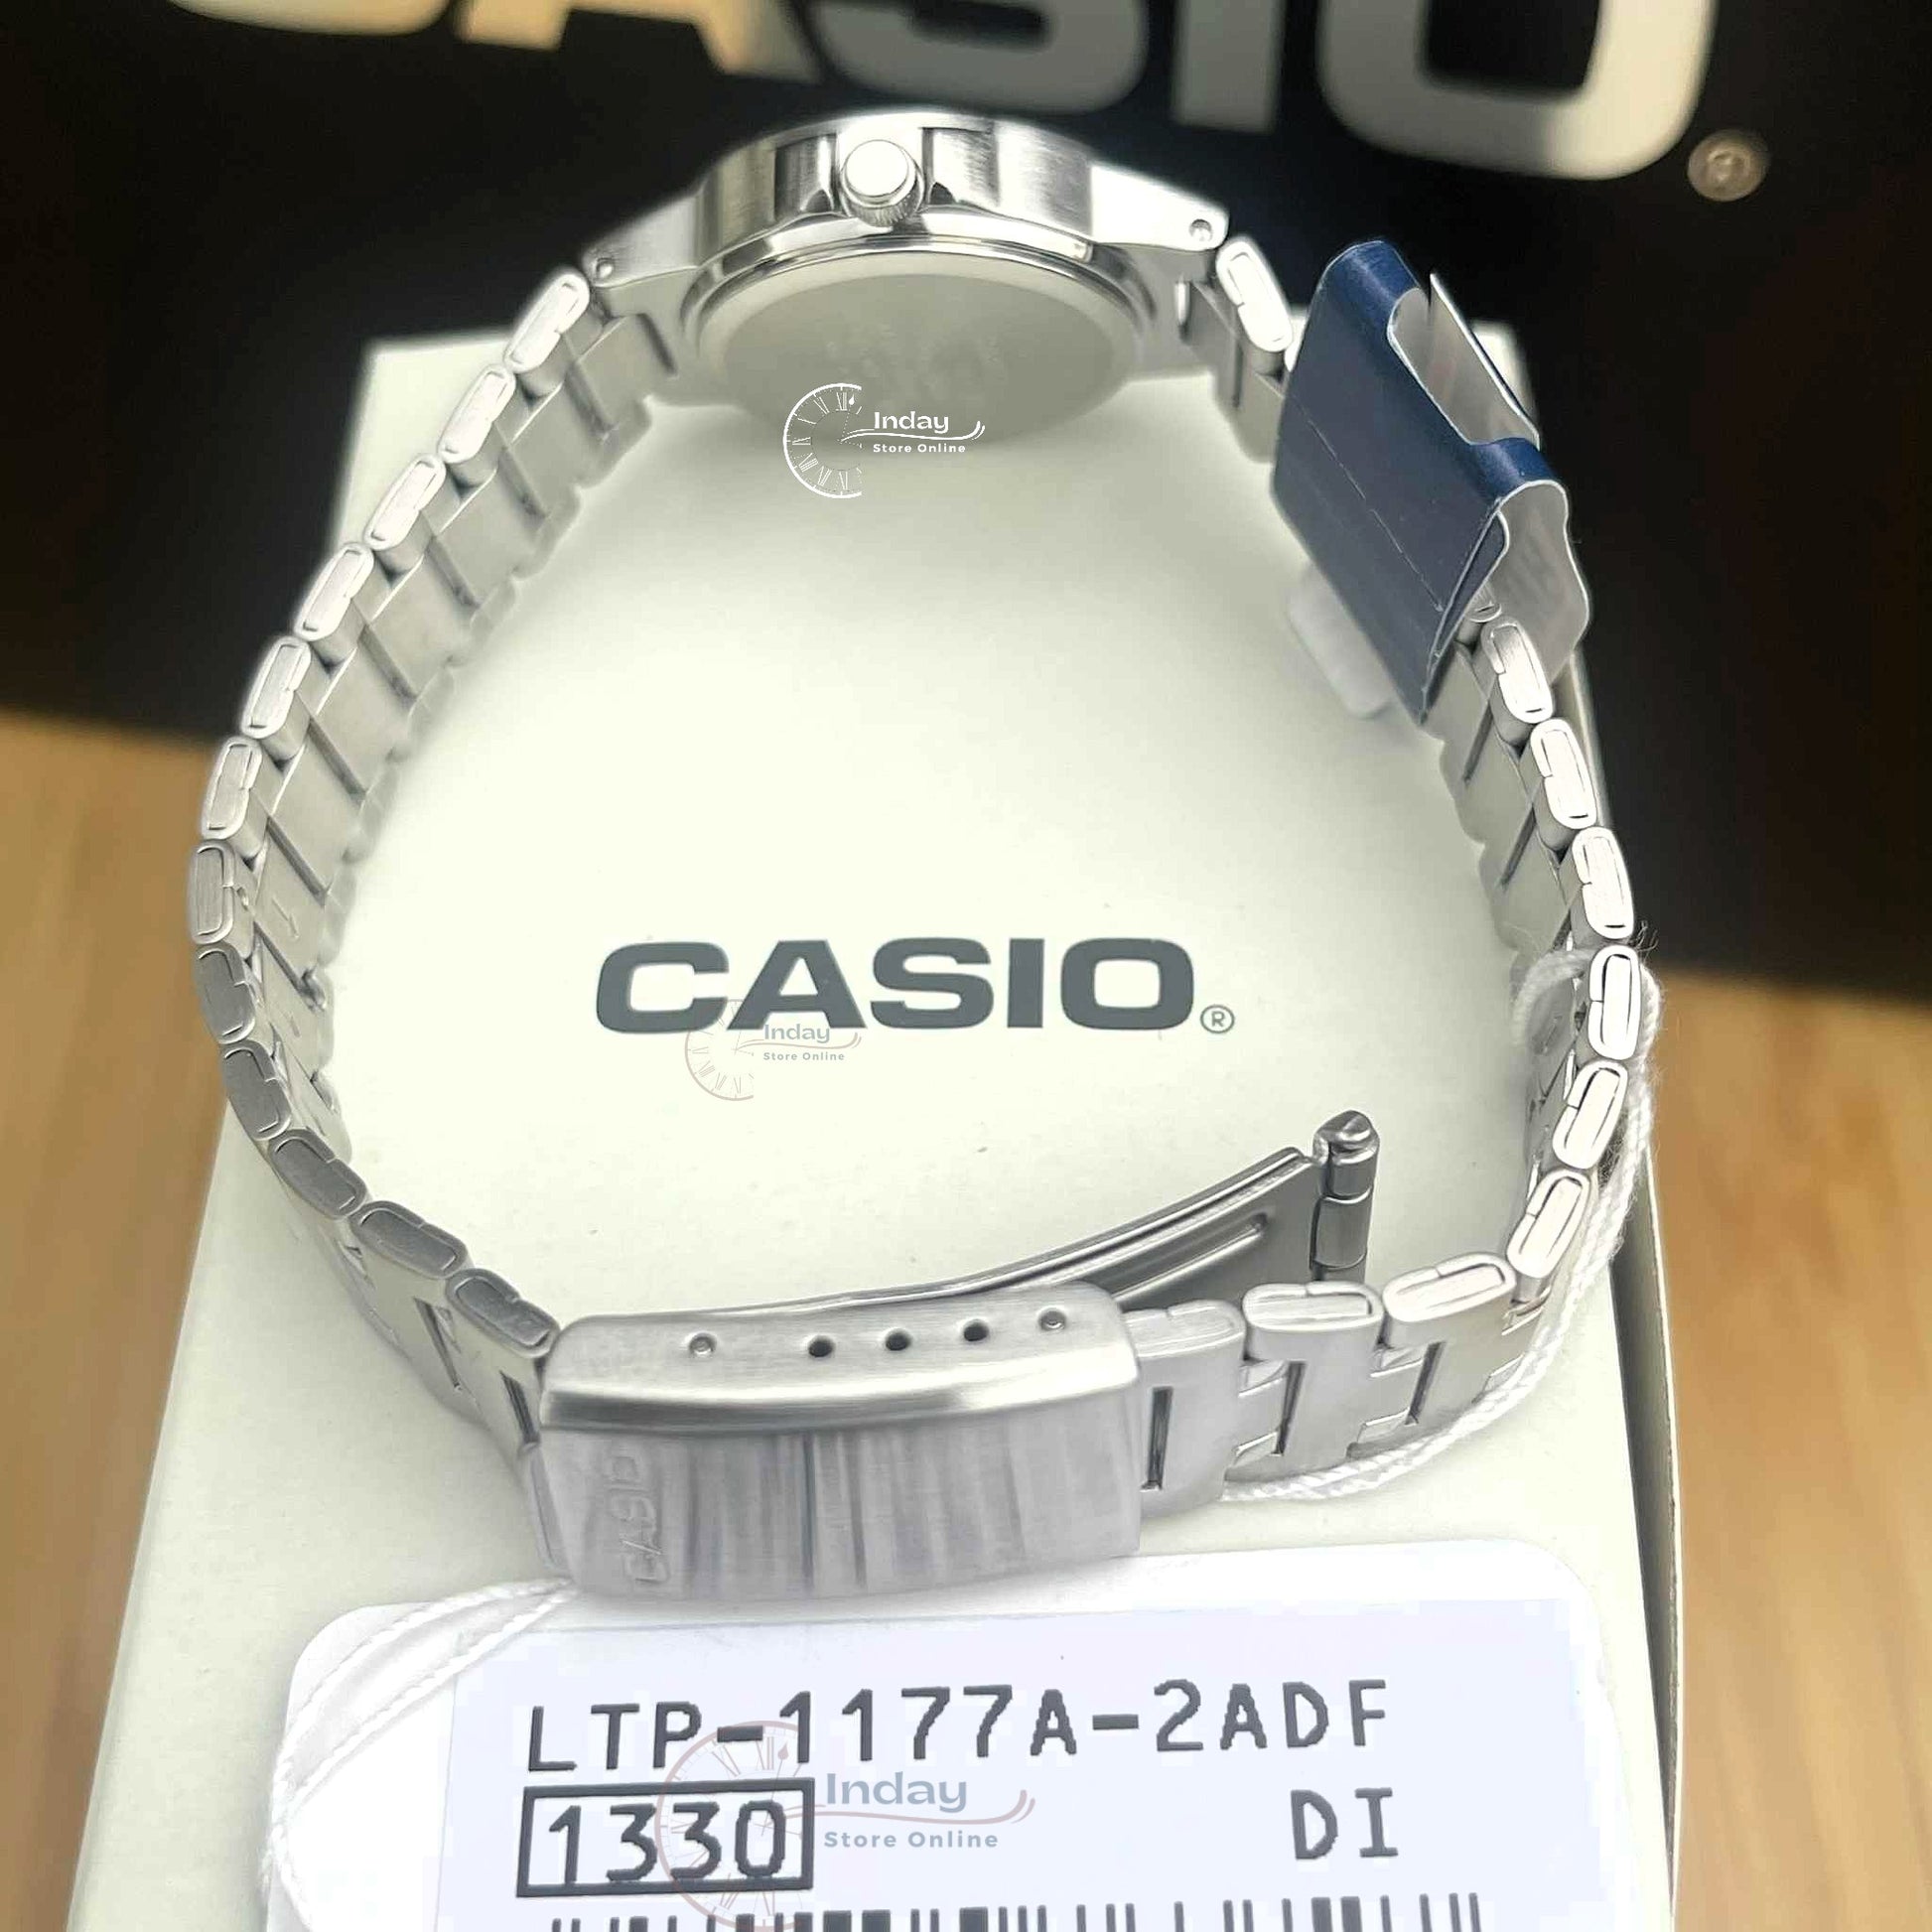 CASIO®
Inday
Store Online
CASIO®
Inday
Store Online
CASIO
LTP-1177A-2ADF
1330 DI
Inday
Store Online